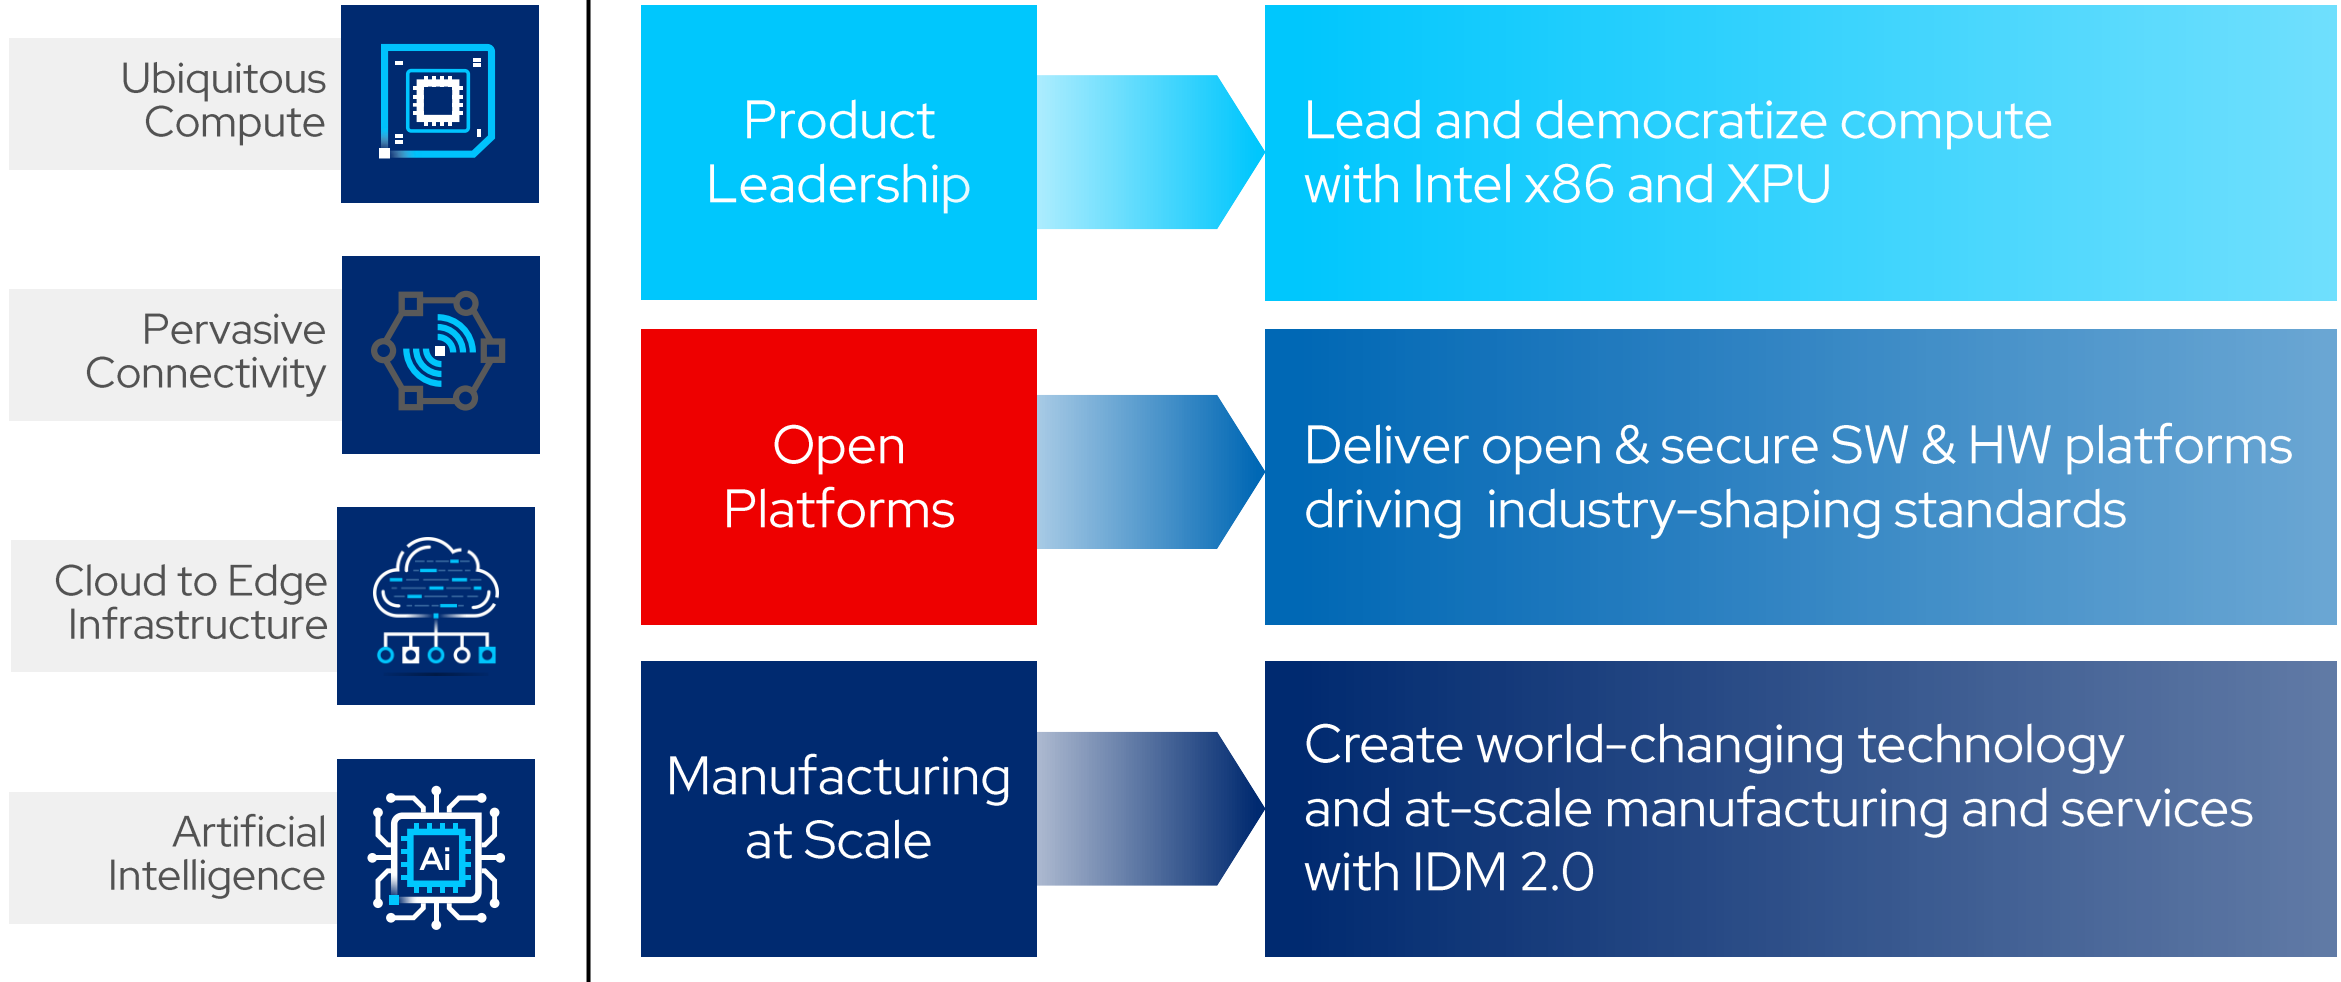 Ubiquitous
Compute
Pervasive
Connectivity
Cloud to Edge
Infrastructure
Artificial
Intelligence
Ai
Product
Leadership
Lead and democratize compute
with Intel x86 and XPU
Open
Platforms
Deliver open & secure SW & HW platforms
driving  industry-shaping standards
Manufacturing
at Scale
Create world-changing technology
and at-scale manufacturing and services
with IDM 2.0